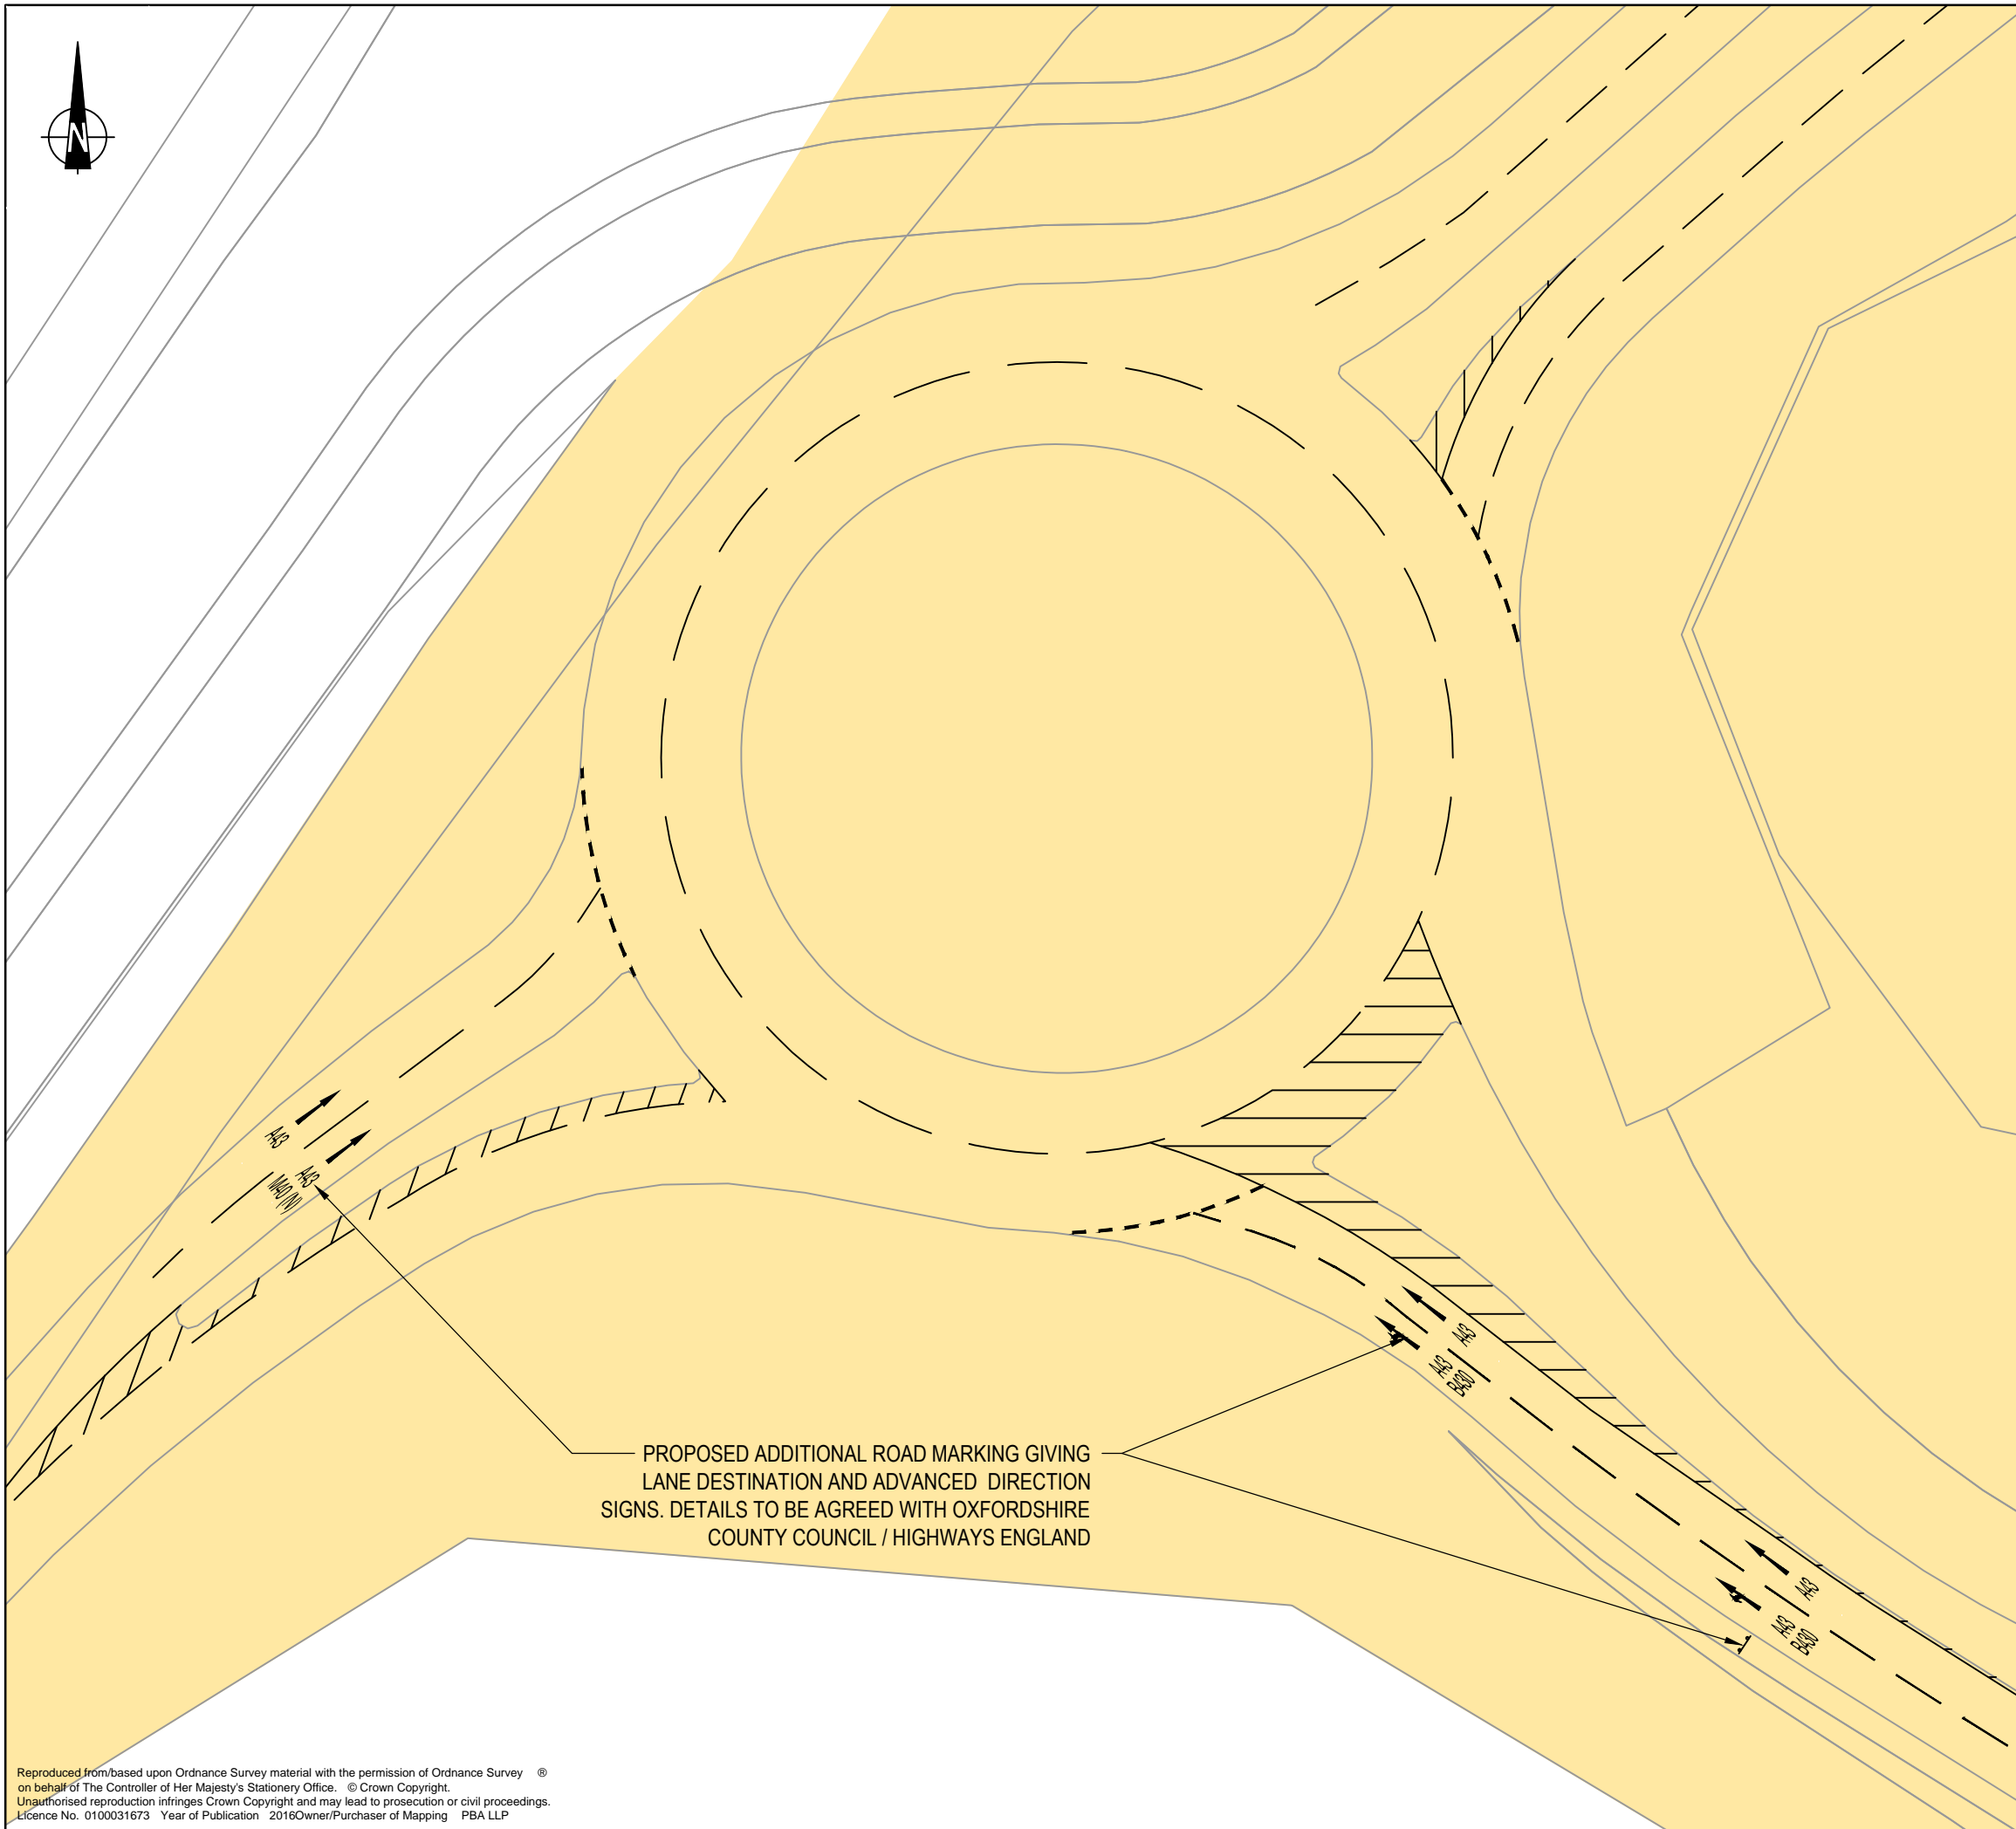 N
A43
A43
M40 (N)
A43
A43
B430
PROPOSED ADDITIONAL ROAD MARKING GIVING
LANE DESTINATION AND ADVANCED DIRECTION
SIGNS. DETAILS TO BE AGREED WITH OXFORDSHIRE
COUNTY COUNCIL / HIGHWAYS ENGLAND
A43
A43
B430
Reproduced from/based upon Ordnance Survey material with the permission of Ordnance Survey ®
on behalf of The Controller of Her Majesty's Stationery Office. © Crown Copyright.
Unauthorised reproduction infringes Crown Copyright and may lead to prosecution or civil proceedings.
Licence No. 0100031673 Year of Publication 2016Owner/Purchaser of Mapping PBA LLP